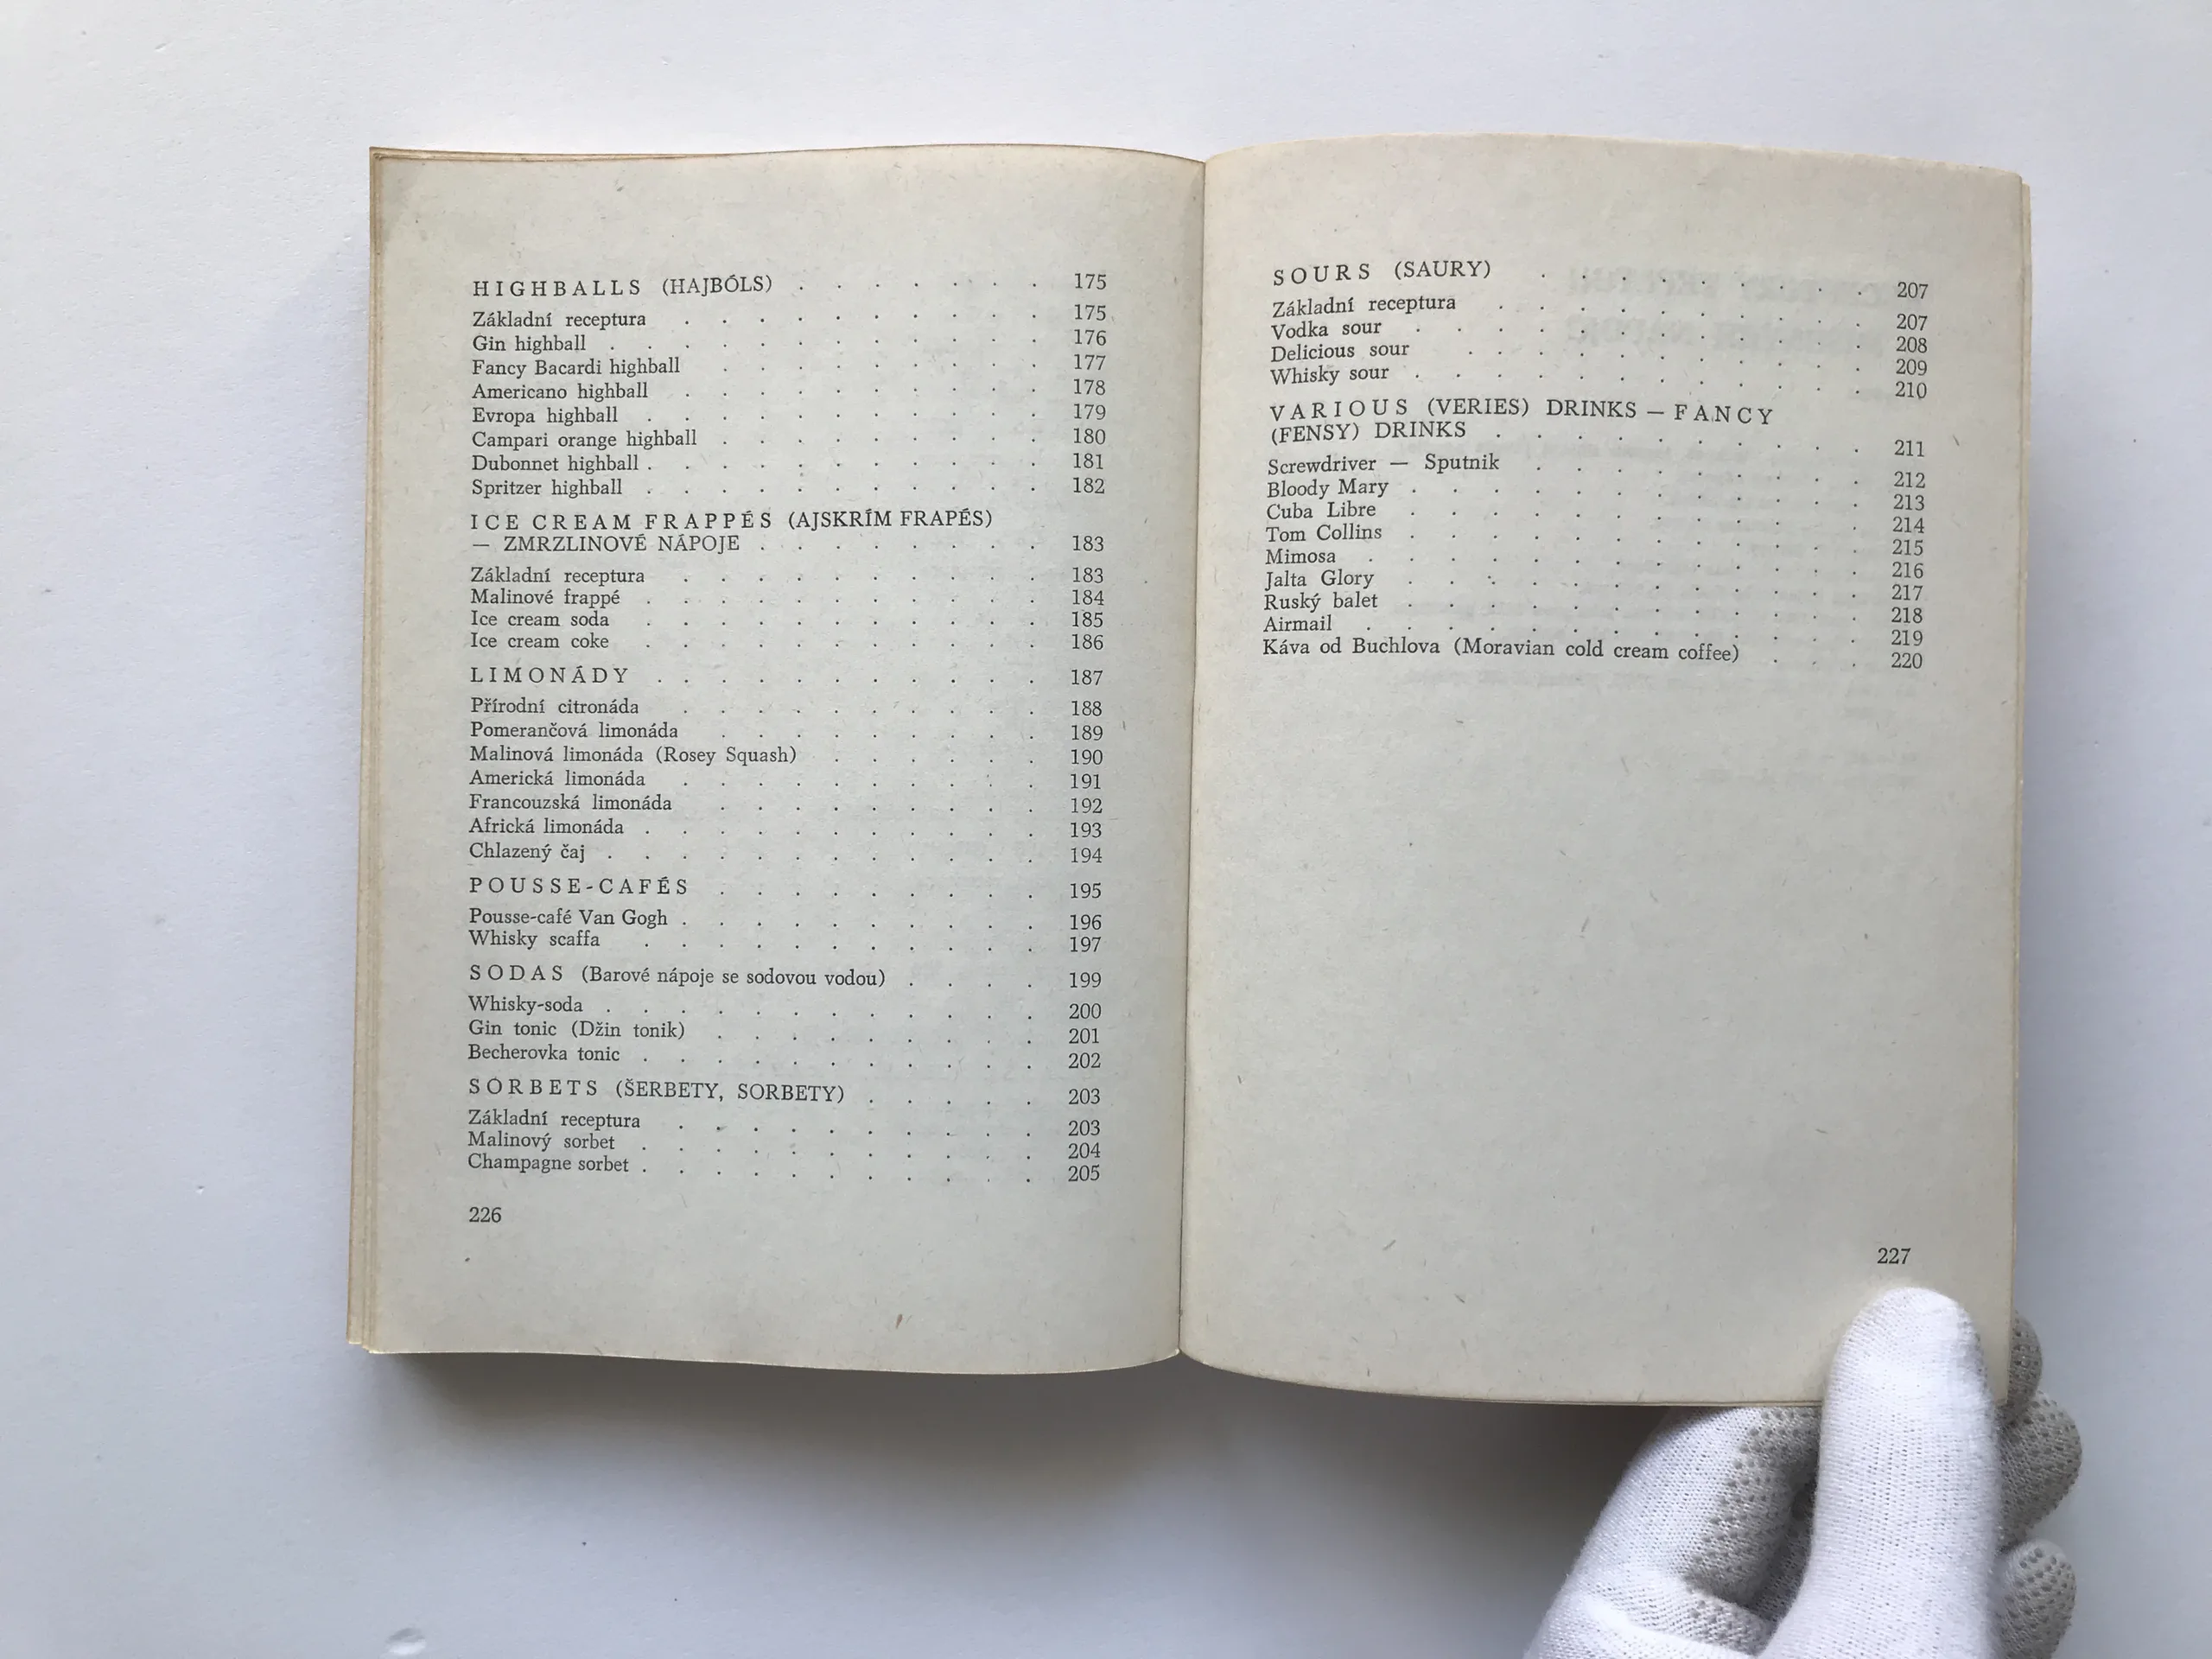 HIGHBALLS (HAJBÓLS) . . . . . . . 175
Základní receptura . . . . . . . . . . 175
Gin highball . . . . . . . . . . . . 176
Fancy Bacardi highball . . . . . . . . . 177
Americano highball . . . . . . . . . . 178
Evropa highball . . . . . . . . . . . 179
Campari orange highball . . . . . . . . . 180
Dubonnet highball . . . . . . . . . . . 181
Spritzer highball . . . . . . . . . . . 182
ICE CREAM FRAPPÉS (AJSKRÍM FRAPÉS)
— ZMRZLINOVÉ NÁPOJE . . . . . . . . 183
Základní receptura . . . . . . . . . . 183
Malinové frappé . . . . . . . . . . . 184
Ice cream soda . . . . . . . . . . . 185
Ice cream coke . . . . . . . . . . . 186
LIMONÁDY . . . . . . . . . . . 187
Přírodní citronáda . . . . . . . . . . 188
Pomerančová limonáda . . . . . . . . . 189
Malinová limonáda (Rosey Squash) . . . . . . 190
Americká limonáda . . . . . . . . . . 191
Francouzská limonáda . . . . . . . . . 192
Africká limonáda . . . . . . . . . . . 193
Chlazený čaj . . . . . . . . . . . . 194
POUSSE-CAFÉS . . . . . . . . . 195
Pousse-café Van Gogh . . . . . . . . . . 196
Whisky scaffa . . . . . . . . . . . 197
SODAS (Barové nápoje se sodovou vodou) . . . . 199
Whisky-soda . . . . . . . . . . . . 200
Gin tonic (Džin tonik) . . . . . . . . . 201
Becherovka tonic . . . . . . . . . . . 202
SORBETS (ŠERBETY, SORBETY) . . . . . 203
Základní receptura . . . . . . . . . . 203
Malinový sorbet . . . . . . . . . . . 204
Champagne sorbet . . . . . . . . . . . 205
226
SOURS (SAURY) . . . . . . . . . 207
Základní receptura . . . . . . . . . . 207
Vodka sour . . . . . . . . . . . . 208
Delicious sour . . . . . . . . . . . 209
Whisky sour . . . . . . . . . . . . 210
VARIOUS (VERIES) DRINKS — FANCY
(FENSY) DRINKS . . . . . . . . . . 211
Screwdriver — Sputnik . . . . . . . . . 212
Bloody Mary . . . . . . . . . . . . 213
Cuba Libre . . . . . . . . . . . . 214
Tom Collins . . . . . . . . . . . . 215
Mimosa . . . . . . . . . . . . . 216
Jalta Glory . . . . . . . . . . . . 217
Ruský balet . . . . . . . . . . . . 218
Airmail . . . . . . . . . . . . . 219
Káva od Buchlova (Moravian cold cream coffee) . . . 220
227